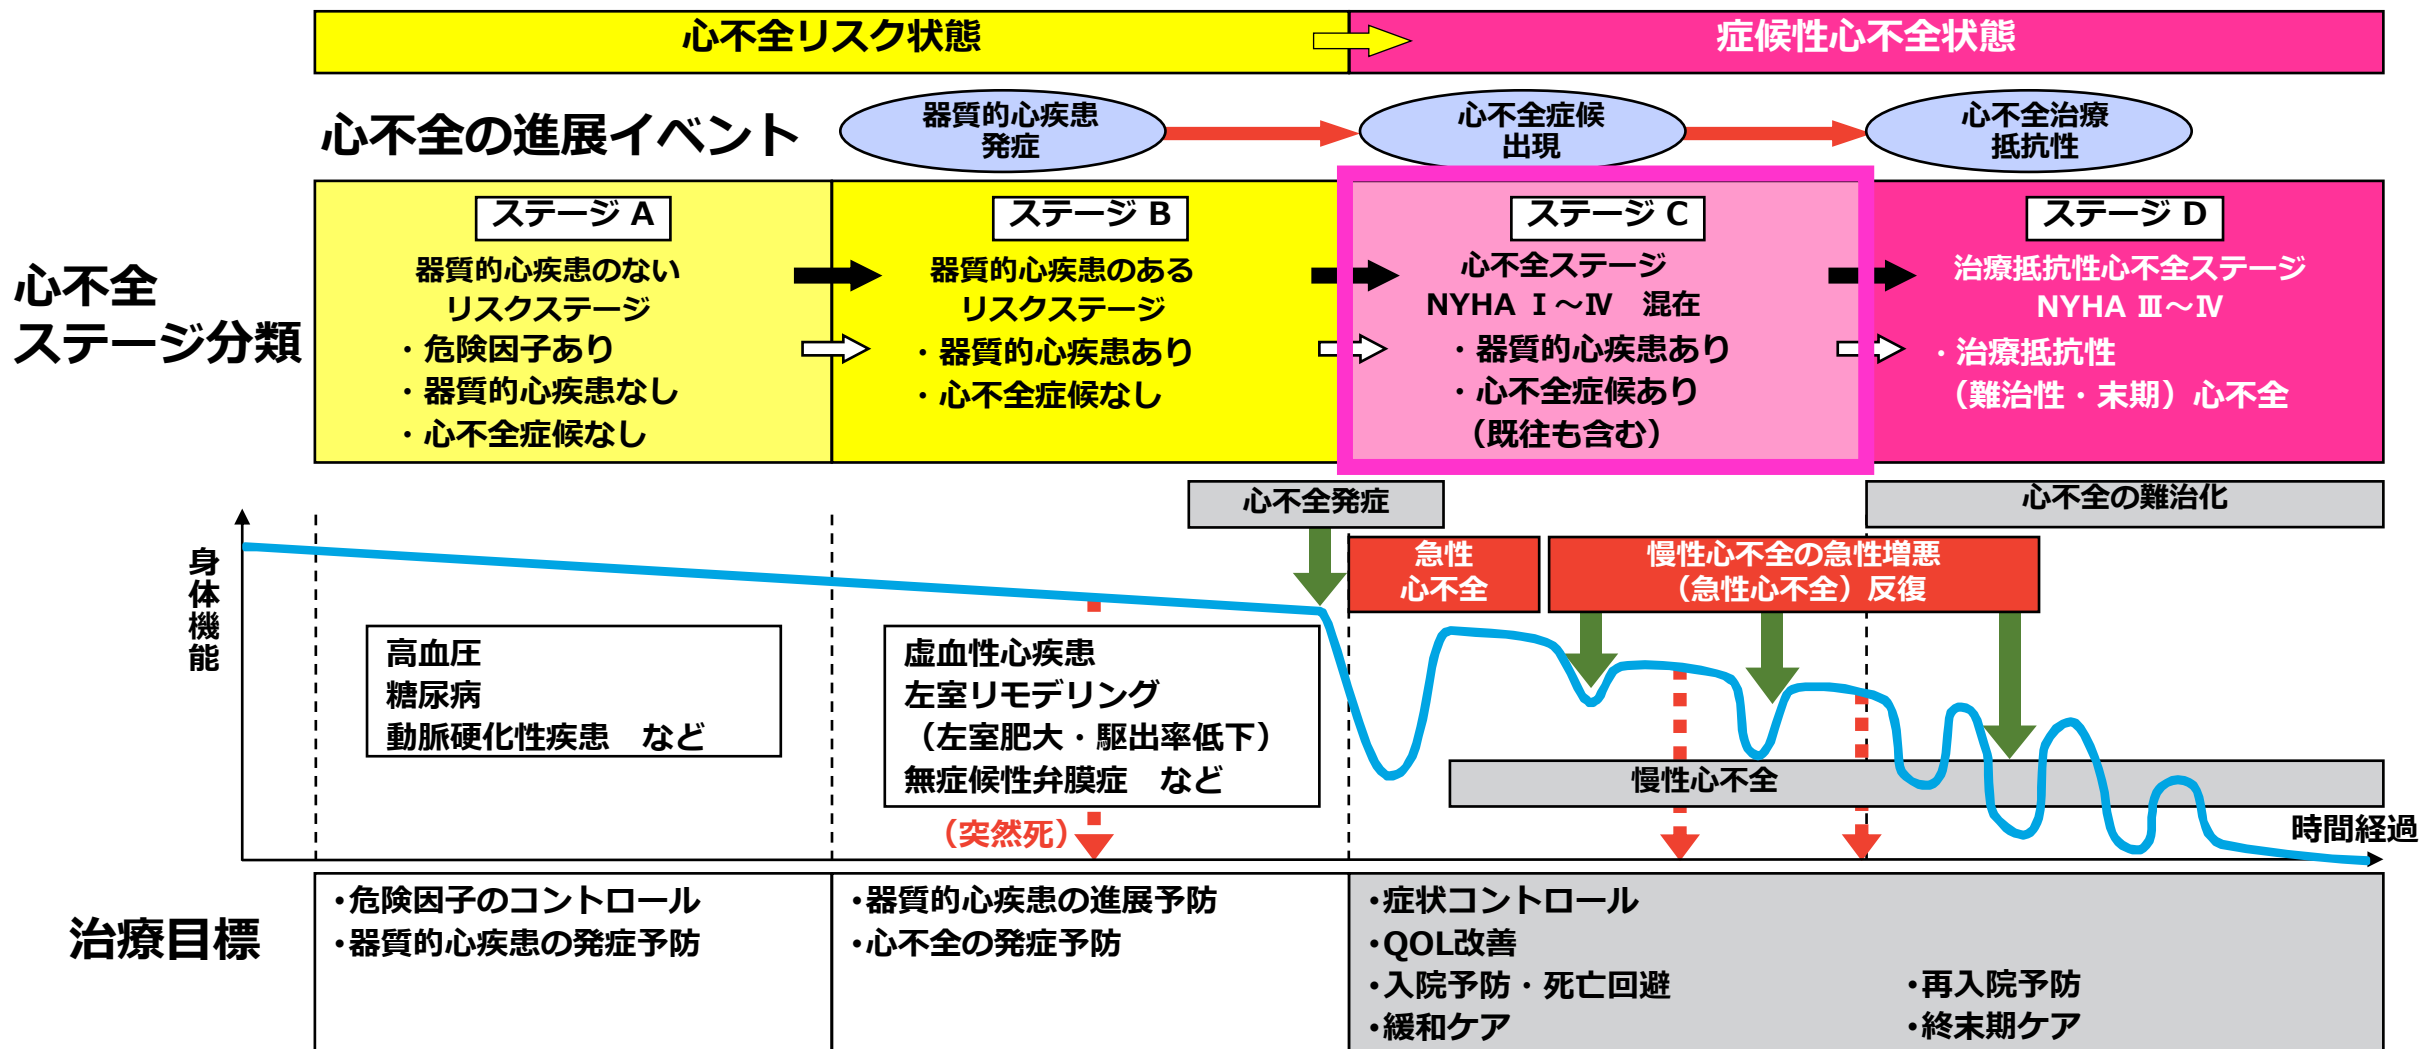 心不全リスク状態
症候性心不全状態
心不全の進展イベント
器質的心疾患
発症
心不全症候
出現
心不全治療
抵抗性
心不全
ステージ分類
ステージ A
器質的心疾患のない
リスクステージ
・危険因子あり
・器質的心疾患なし
・心不全症候なし
ステージ B
器質的心疾患のある
リスクステージ
・器質的心疾患あり
・心不全症候なし
ステージ C
心不全ステージ
NYHA Ⅰ～Ⅳ　混在
・器質的心疾患あり
・心不全症候あり
（既往も含む）
ステージ D
治療抵抗性心不全ステージ
NYHA Ⅲ～Ⅳ
・治療抵抗性
（難治性・末期）心不全
心不全発症
心不全の難治化
身体機能
急性
心不全
慢性心不全の急性増悪
（急性心不全）反復
高血圧
糖尿病
動脈硬化性疾患　など
虚血性心疾患
左室リモデリング
（左室肥大・駆出率低下）
無症候性弁膜症　など
（突然死）
慢性心不全
時間経過
治療目標
・危険因子のコントロール
・器質的心疾患の発症予防
・器質的心疾患の進展予防
・心不全の発症予防
・症状コントロール
・QOL改善
・入院予防・死亡回避
・緩和ケア
・再入院予防
・終末期ケア